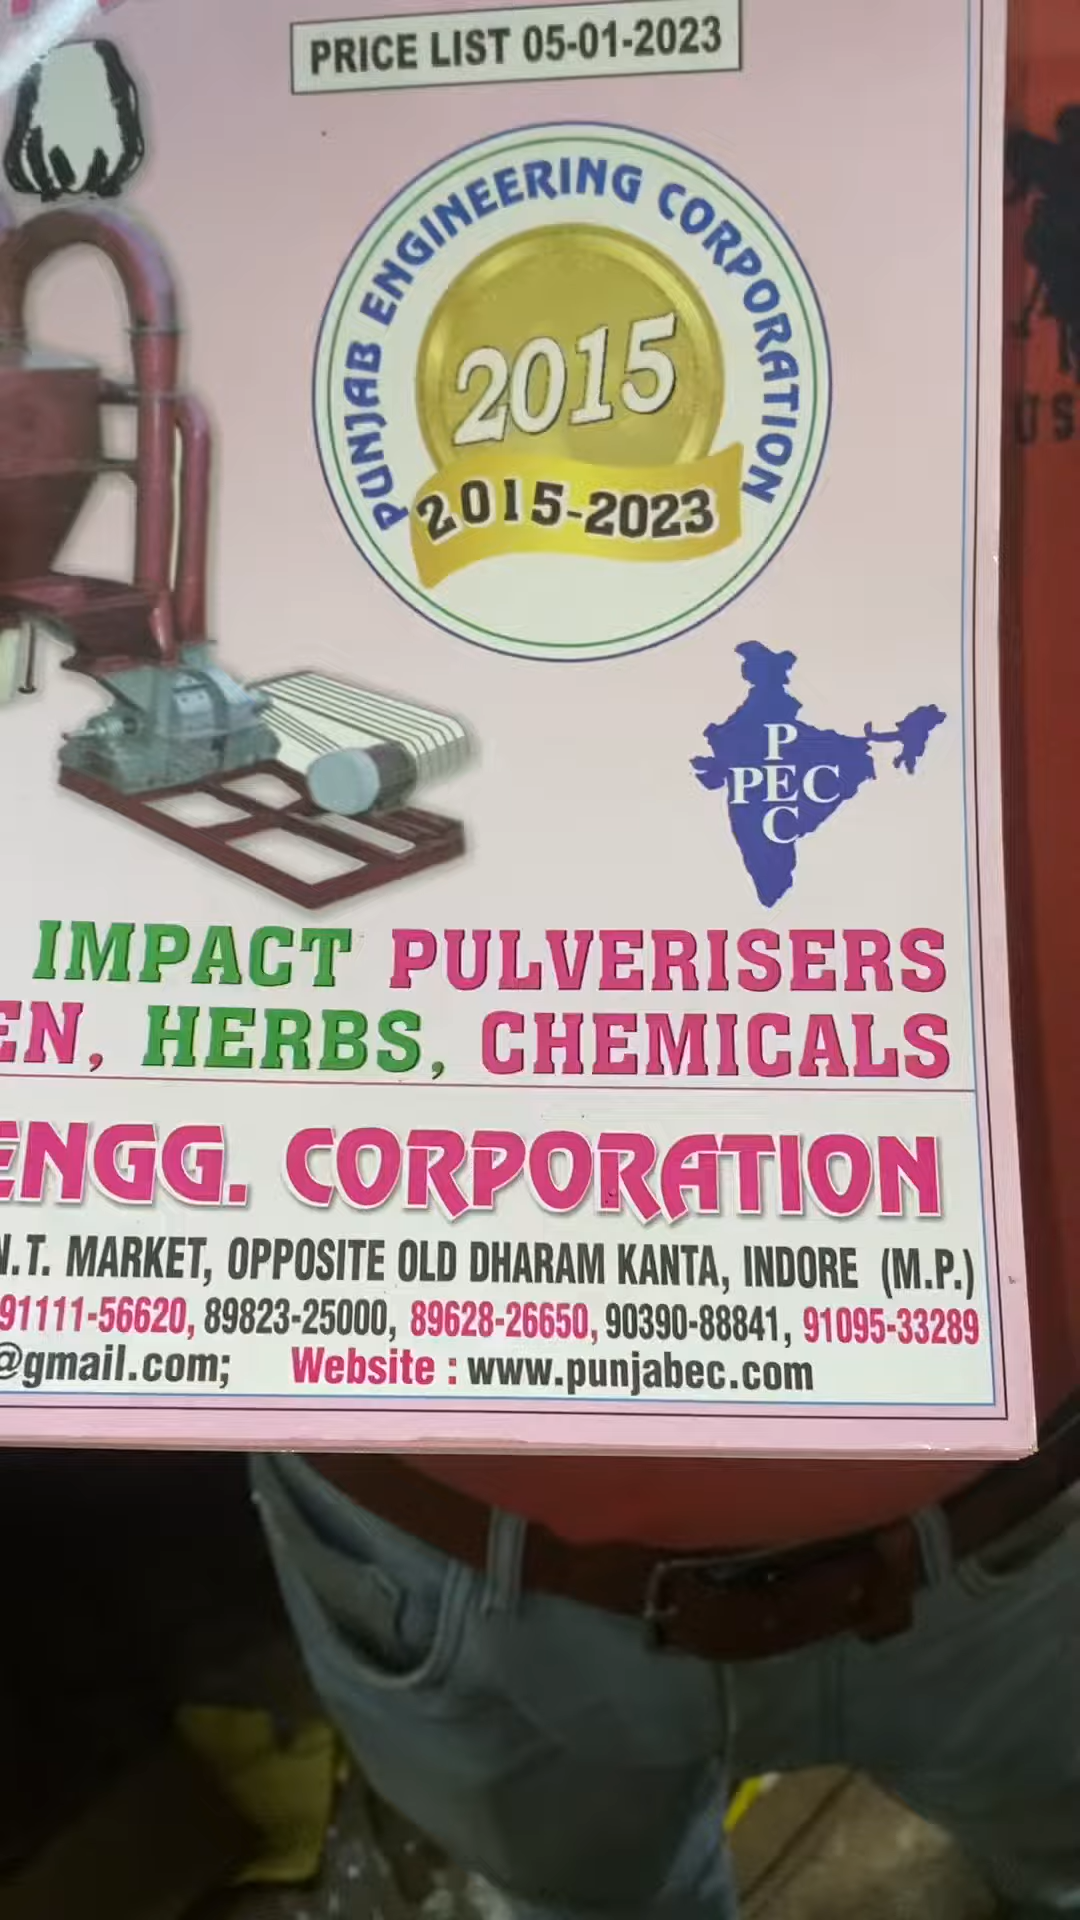 PRICE LIST 05-01-2023
PUNJAB ENGINEERING CORPORATION
2015
2015-2023
P
PEC
C
IMPACT PULVERISERS
EN, HERBS, CHEMICALS
ENGG. CORPORATION
N.T. MARKET, OPPOSITE OLD DHARAM KANTA, INDORE (M.P.)
91111-56620, 89823-25000, 89628-26650, 90390-88841, 91095-33289
@gmail.com; Website : www.punjabec.com